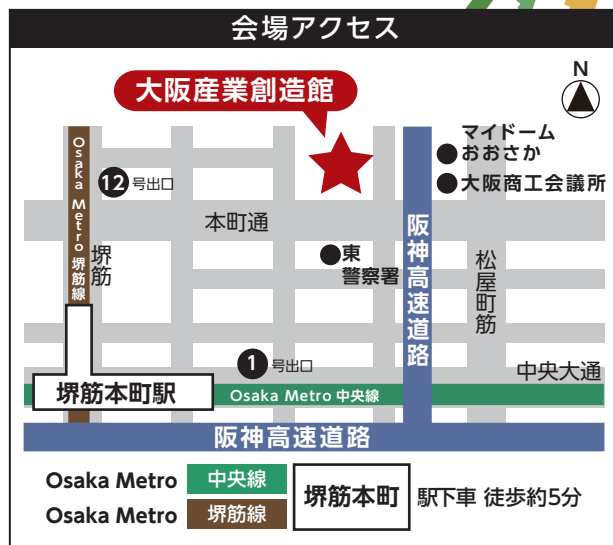 会場アクセス
N
大阪産業創造館
マイドーム
おおさか
大阪商工会議所
Osaka Metro 堺筋線
12 号出口
堺筋
本町通
東
警察署
阪神高速道路
松屋町筋
1 号出口
中央大通
堺筋本町駅
Osaka Metro 中央線
阪神高速道路
Osaka Metro 中央線
Osaka Metro 堺筋線
堺筋本町 駅下車 徒歩約5分